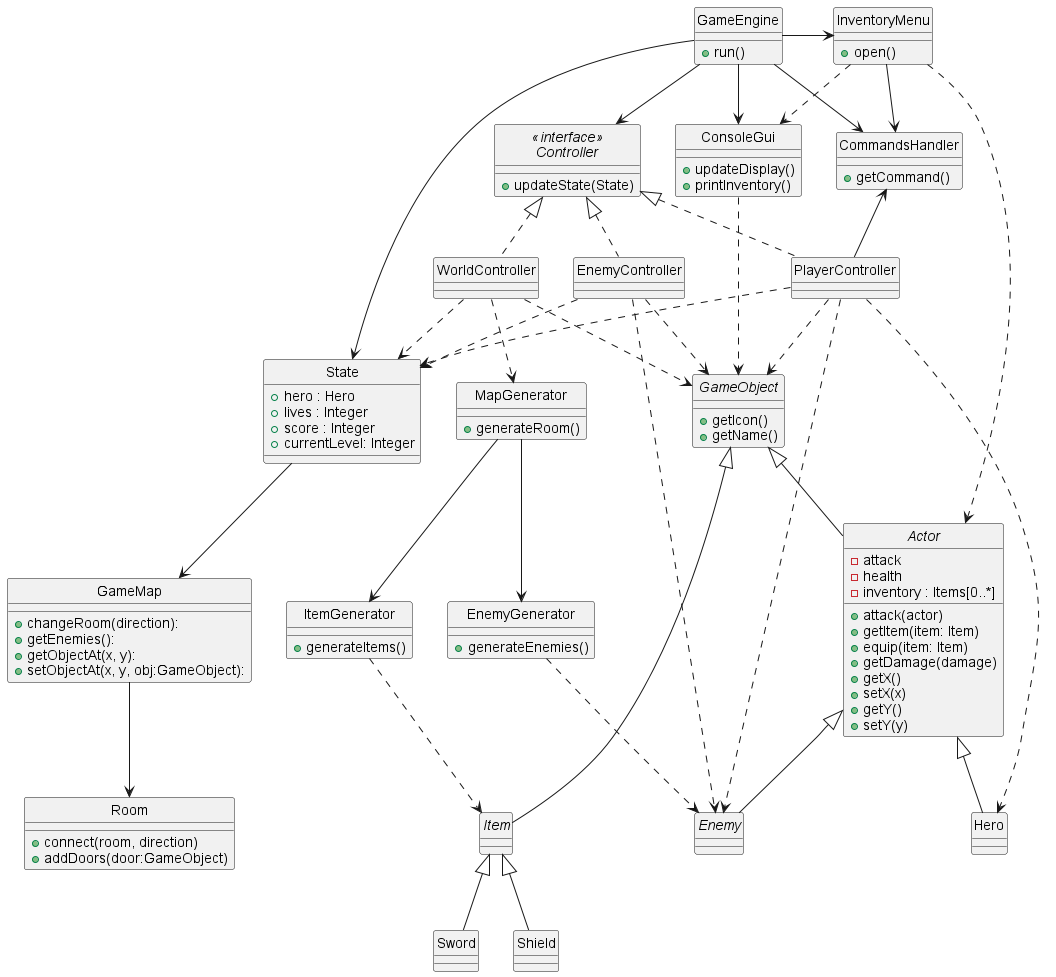 GameEngine
run()
InventoryMenu
open()
«interface»
Controller
updateState(State)
ConsoleGui
updateDisplay()
printInventory()
CommandsHandler
getCommand()
WorldController
EnemyController
PlayerController
State
hero : Hero
lives : Integer
score : Integer
currentLevel: Integer
MapGenerator
generateRoom()
GameObject
getIcon()
getName()
Actor
attack
health
inventory : Items[0..*]
attack(actor)
getItem(item: Item)
equip(item: Item)
getDamage(damage)
getX()
setX(x)
getY()
setY(y)
GameMap
changeRoom(direction):
getEnemies():
getObjectAt(x, y):
setObjectAt(x, y, obj:GameObject):
ItemGenerator
generateItems()
EnemyGenerator
generateEnemies()
Room
connect(room, direction)
addDoors(door:GameObject)
Item
Enemy
Hero
Sword
Shield